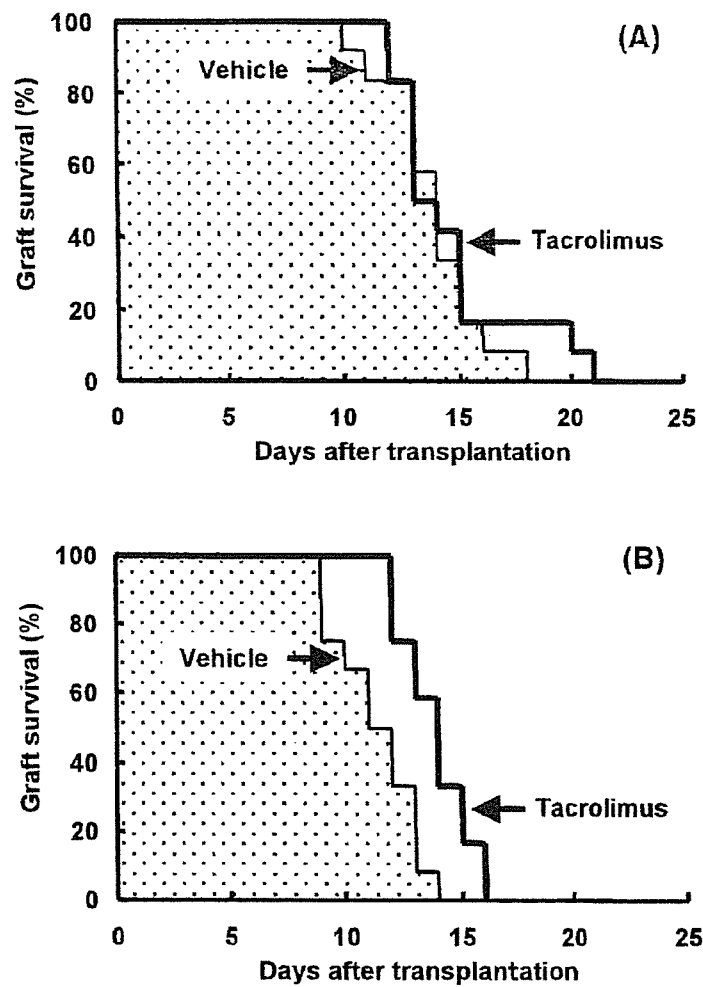 (A)
Graft survival (%)
100
80
60
40
20
0
Vehicle
Tacrolimus
0 5 10 15 20 25
Days after transplantation
(B)
Graft survival (%)
100
80
60
40
20
0
Vehicle
Tacrolimus
0 5 10 15 20 25
Days after transplantation